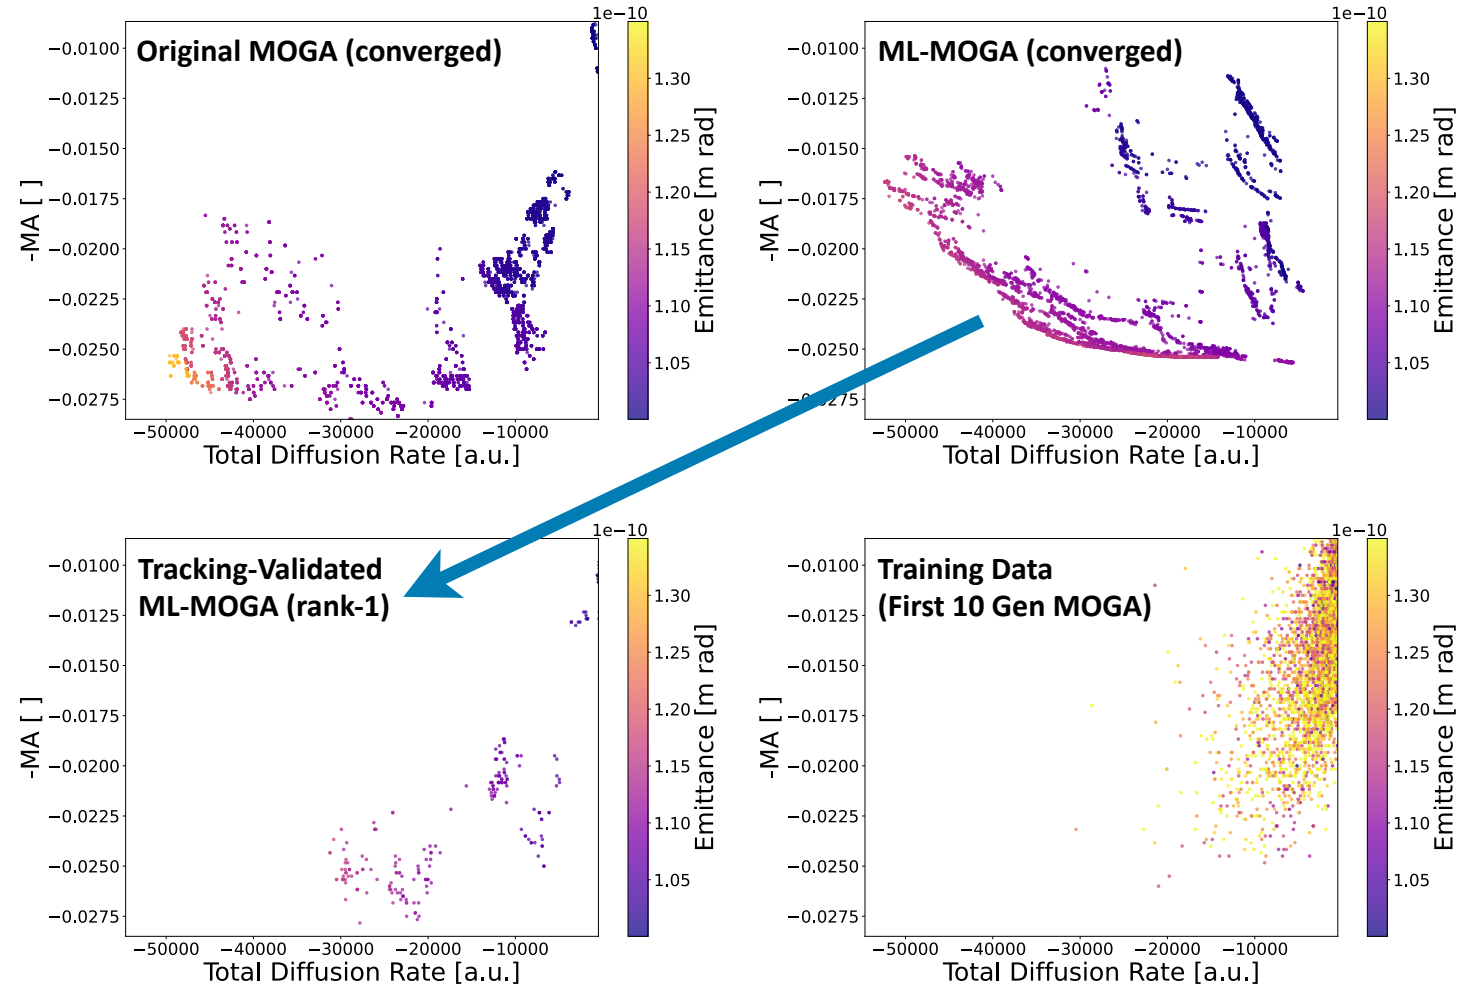 1e−10
Original MOGA (converged)
−0.0100
−0.0125
−0.0150
−0.0175
−0.0200
−0.0225
−0.0250
−0.0275
-MA [ ]
−50000 −40000 −30000 −20000 −10000
Total Diffusion Rate [a.u.]
1.30
1.25
1.20
1.15
1.10
1.05
Emittance [m rad]
1e−10
ML-MOGA (converged)
−0.0100
−0.0125
−0.0150
−0.0175
−0.0200
−0.0225
−0.0250
−0.0275
-MA [ ]
−50000 −40000 −30000 −20000 −10000
Total Diffusion Rate [a.u.]
1.30
1.25
1.20
1.15
1.10
1.05
Emittance [m rad]
1e−10
Tracking-Validated
ML-MOGA (rank-1)
−0.0100
−0.0125
−0.0150
−0.0175
−0.0200
−0.0225
−0.0250
−0.0275
-MA [ ]
−50000 −40000 −30000 −20000 −10000
Total Diffusion Rate [a.u.]
1.30
1.25
1.20
1.15
1.10
1.05
Emittance [m rad]
1e−10
Training Data
(First 10 Gen MOGA)
−0.0100
−0.0125
−0.0150
−0.0175
−0.0200
−0.0225
−0.0250
−0.0275
-MA [ ]
−50000 −40000 −30000 −20000 −10000
Total Diffusion Rate [a.u.]
1.30
1.25
1.20
1.15
1.10
1.05
Emittance [m rad]